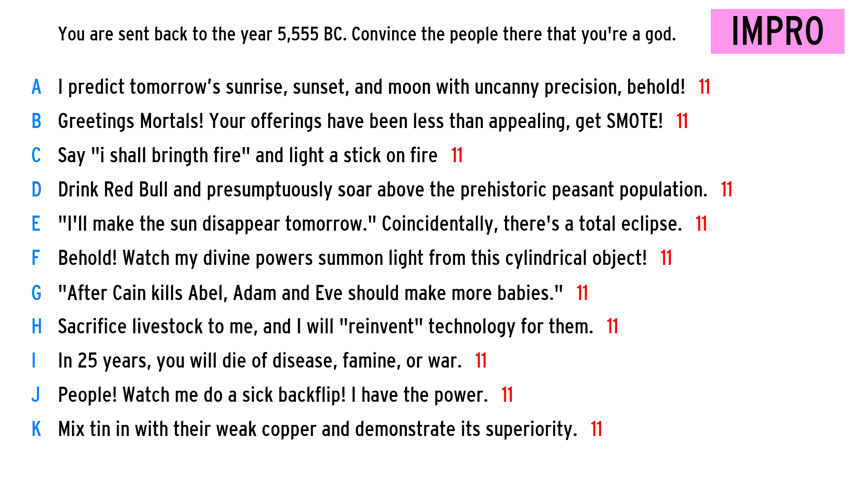 You are sent back to the year 5,555 BC. Convince the people there that you're a god.
IMPRO
A I predict tomorrow’s sunrise, sunset, and moon with uncanny precision, behold! 11
B Greetings Mortals! Your offerings have been less than appealing, get SMOTE! 11
C Say "i shall bringth fire" and light a stick on fire 11
D Drink Red Bull and presumptuously soar above the prehistoric peasant population. 11
E "I'll make the sun disappear tomorrow." Coincidentally, there's a total eclipse. 11
F Behold! Watch my divine powers summon light from this cylindrical object! 11
G "After Cain kills Abel, Adam and Eve should make more babies." 11
H Sacrifice livestock to me, and I will "reinvent" technology for them. 11
I In 25 years, you will die of disease, famine, or war. 11
J People! Watch me do a sick backflip! I have the power. 11
K Mix tin in with their weak copper and demonstrate its superiority. 11